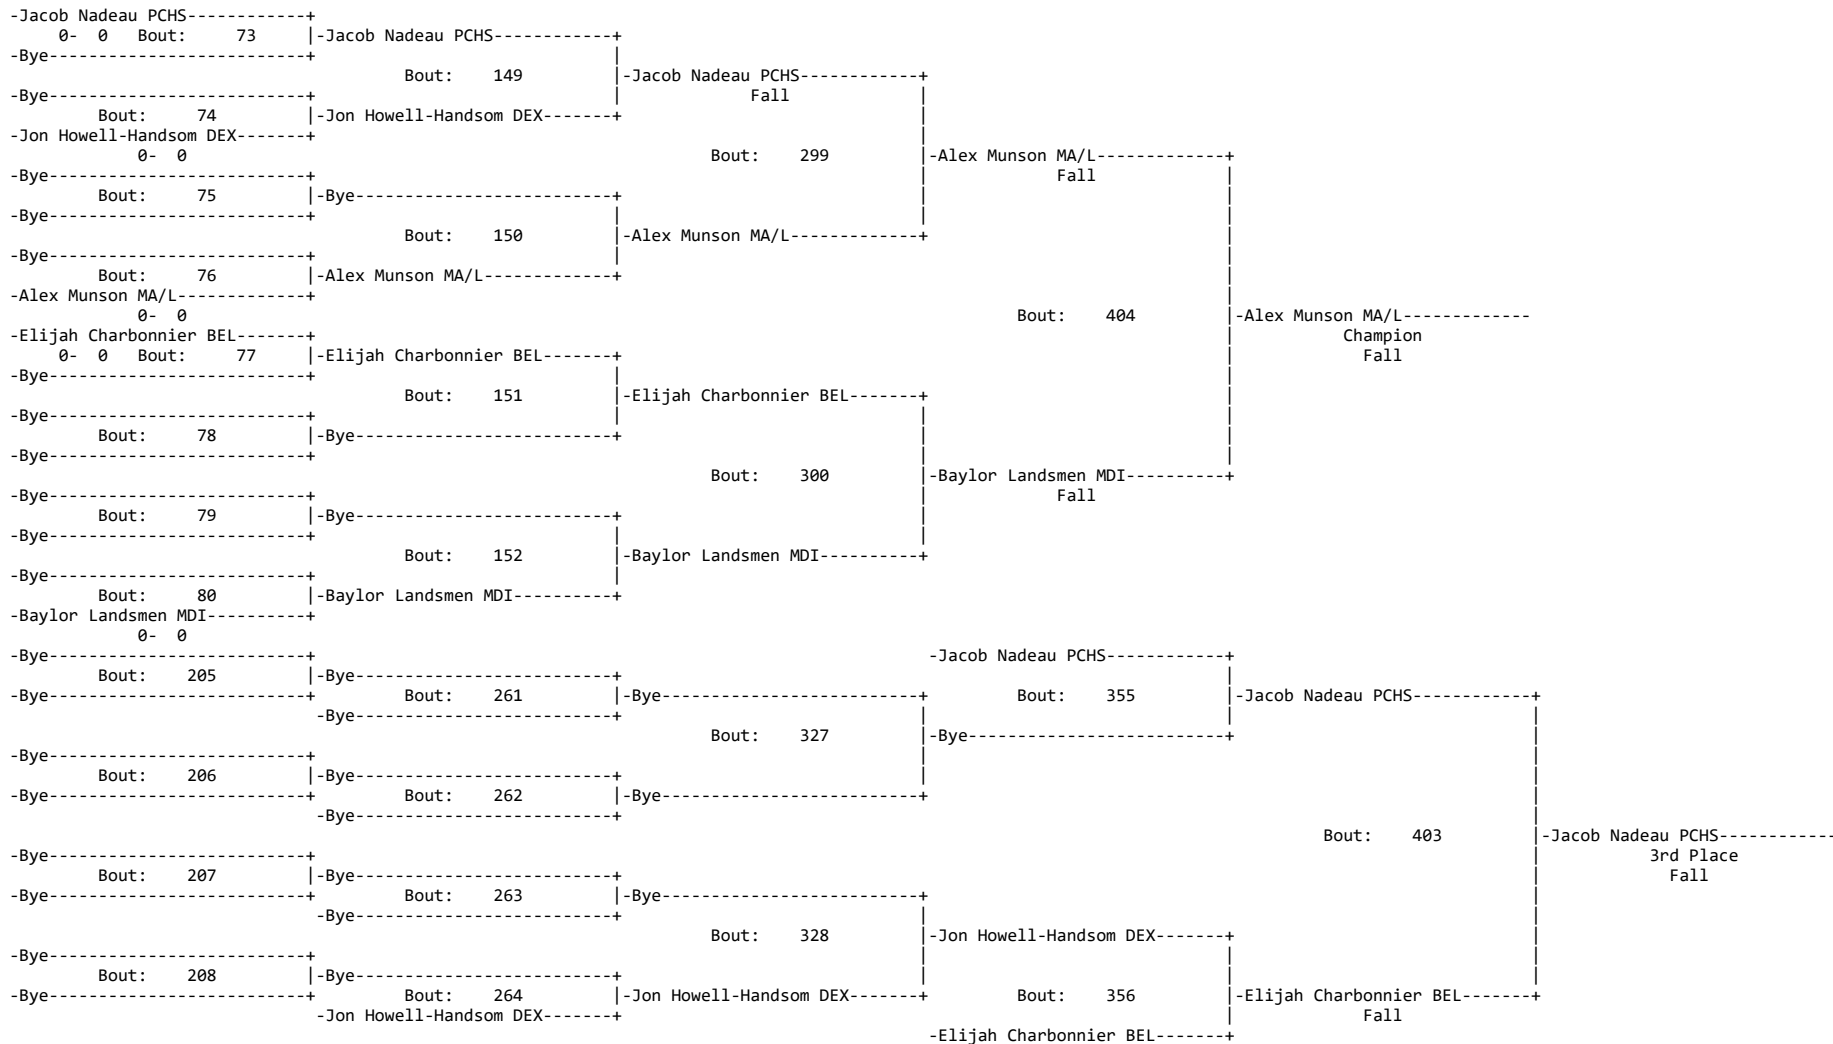 -Jacob Nadeau PCHS------------+
0-  0   Bout:     73     |-Jacob Nadeau PCHS------------+
-Bye--------------------------+                              |
Bout:    149         |-Jacob Nadeau PCHS------------+
-Bye--------------------------+                              |             Fall             |
Bout:     74         |-Jon Howell-Handsom DEX-------+                              |
-Jon Howell-Handsom DEX-------+                                                             |
0-  0                                                     Bout:    299         |-Alex Munson MA/L-------------+
-Bye--------------------------+                                                             |             Fall             |
Bout:     75         |-Bye--------------------------+                              |                              |
-Bye--------------------------+                              |                              |                              |
Bout:    150         |-Alex Munson MA/L-------------+                              |
-Bye--------------------------+                              |                                                             |
Bout:     76         |-Alex Munson MA/L-------------+                                                             |
-Alex Munson MA/L-------------+                                                                                            |
0-  0                                                                                    Bout:    404         |-Alex Munson MA/L-------------
-Elijah Charbonnier BEL-------+                                                                                            |           Champion
0-  0   Bout:     77     |-Elijah Charbonnier BEL-------+                                                             |             Fall
-Bye--------------------------+                              |                                                             |
Bout:    151         |-Elijah Charbonnier BEL-------+                              |
-Bye--------------------------+                              |                              |                              |
Bout:     78         |-Bye--------------------------+                              |                              |
-Bye--------------------------+                                                             |                              |
Bout:    300         |-Baylor Landsmen MDI----------+
-Bye--------------------------+                                                             |             Fall
Bout:     79         |-Bye--------------------------+                              |
-Bye--------------------------+                              |                              |
Bout:    152         |-Baylor Landsmen MDI----------+
-Bye--------------------------+                              |
Bout:     80         |-Baylor Landsmen MDI----------+
-Baylor Landsmen MDI----------+
0-  0
-Bye--------------------------+                                                              -Jacob Nadeau PCHS------------+
Bout:    205         |-Bye--------------------------+                                                             |
-Bye--------------------------+         Bout:    261         |-Bye--------------------------+         Bout:    355         |-Jacob Nadeau PCHS------------+
-Bye--------------------------+                              |                              |                              |
Bout:    327         |-Bye--------------------------+                              |
-Bye--------------------------+                                                             |                                                             |
Bout:    206         |-Bye--------------------------+                              |                                                             |
-Bye--------------------------+         Bout:    262         |-Bye--------------------------+                                                             |
-Bye--------------------------+                                                                                            |
Bout:    403         |-Jacob Nadeau PCHS------------
-Bye--------------------------+                                                                                                                           |           3rd Place
Bout:    207         |-Bye--------------------------+                                                                                            |             Fall
-Bye--------------------------+         Bout:    263         |-Bye--------------------------+                                                             |
-Bye--------------------------+                              |                                                             |
Bout:    328         |-Jon Howell-Handsom DEX-------+                              |
-Bye--------------------------+                                                             |                              |                              |
Bout:    208         |-Bye--------------------------+                              |                              |                              |
-Bye--------------------------+         Bout:    264         |-Jon Howell-Handsom DEX-------+         Bout:    356         |-Elijah Charbonnier BEL-------+
-Jon Howell-Handsom DEX-------+                                                             |             Fall
-Elijah Charbonnier BEL-------+